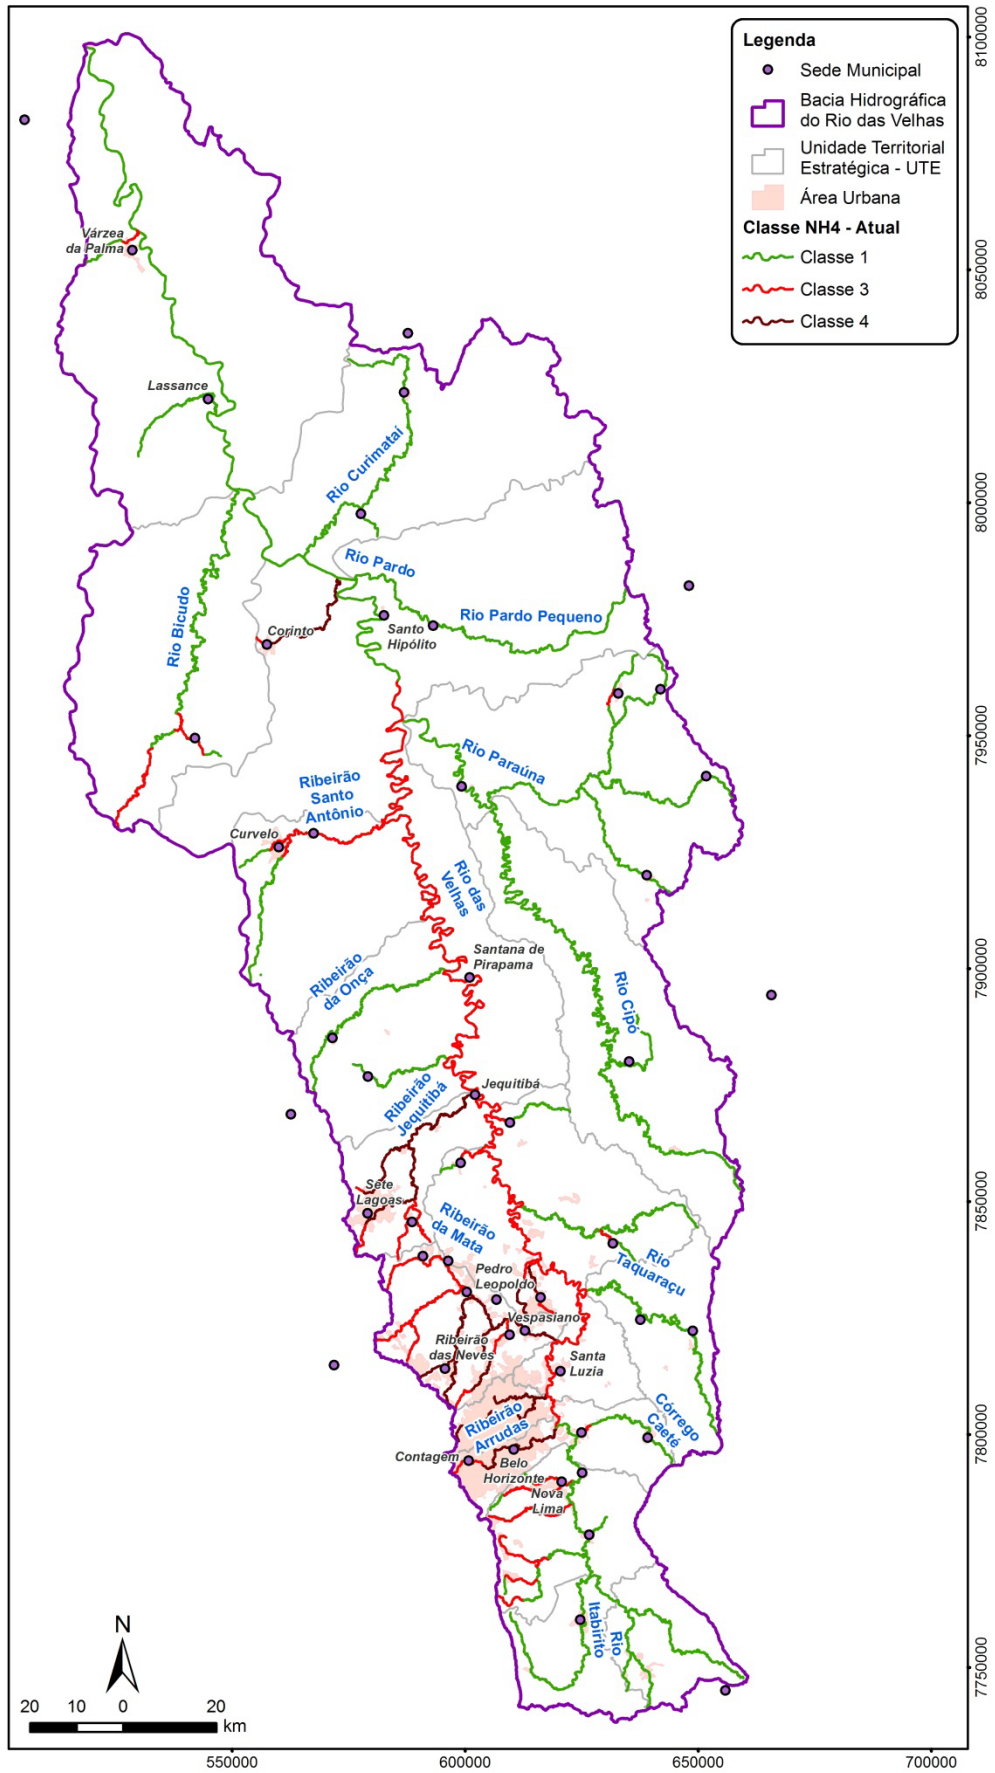 Legenda
Sede Municipal
Bacia Hidrográfica
do Rio das Velhas
Unidade Territorial
Estratégica - UTE
Área Urbana
Classe NH4 - Atual
Classe 1
Classe 3
Classe 4
8100000
8050000
8000000
7950000
7900000
7850000
7800000
7750000
Várzea
da Palma
Lassance
Rio Curimataí
Rio Pardo
Rio Pardo Pequeno
Rio Bicudo
Corinto
Santo
Hipólito
Rio Paraúna
Ribeirão
Santo
Antônio
Curvelo
Rio das
Velhas
Santana de
Pirapama
Ribeirão
da Onça
Rio Cipó
Jequitibá
Ribeirão
Jequitibá
Sete
Lagoas
Ribeirão
da Mata
Rio
Taquaraçu
Pedro
Leopoldo
Vespasiano
Ribeirão
das Neves
Santa
Luzia
Ribeirão
Arrudas
Córrego
Caeté
Contagem
Belo
Horizonte
Nova
Lima
Rio
Itabirito
N
20 10 0 20
km
550000 600000 650000 700000